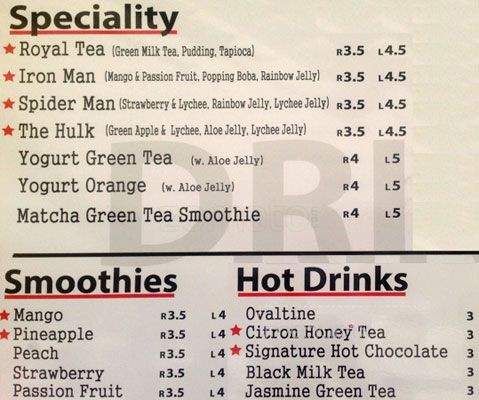 Speciality
★ Royal Tea (Green Milk Tea, Pudding, Tapioca) R3.5 L4.5
★ Iron Man (Mango & Passion Fruit, Popping Boba, Rainbow Jelly) R3.5 L4.5
★ Spider Man (Strawberry & Lychee, Rainbow Jelly, Lychee Jelly) R3.5 L4.5
★ The Hulk (Green Apple & Lychee, Aloe Jelly, Lychee Jelly) R3.5 L4.5
Yogurt Green Tea (w. Aloe Jelly) R4 L5
Yogurt Orange (w. Aloe Jelly) R4 L5
Matcha Green Tea Smoothie R4 L5
DRI
Smoothies
★ Mango R3.5 L4
★ Pineapple R3.5 L4
Peach R3.5 L4
Strawberry R3.5 L4
Passion Fruit R3.5 L4
Hot Drinks
Ovaltine 3
★ Citron Honey Tea 3
★ Signature Hot Chocolate 3
Black Milk Tea 3
Jasmine Green Tea 3